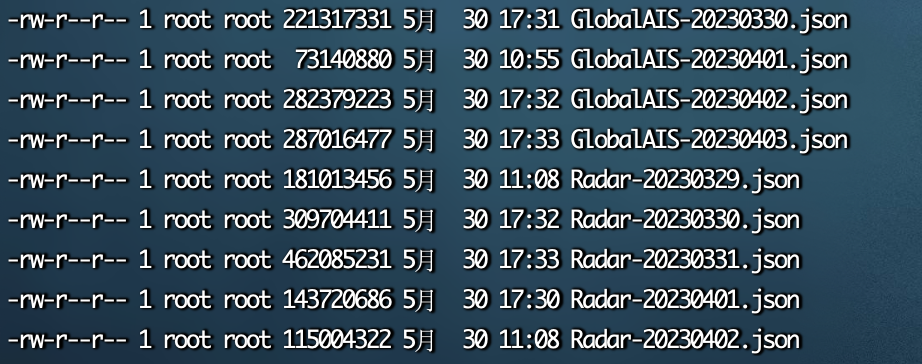 -rw-r--r-- 1 root root 221317331 5月  30 17:31 GlobalAIS-20230330.json
-rw-r--r-- 1 root root  73140880 5月  30 10:55 GlobalAIS-20230401.json
-rw-r--r-- 1 root root 282379223 5月  30 17:32 GlobalAIS-20230402.json
-rw-r--r-- 1 root root 287016477 5月  30 17:33 GlobalAIS-20230403.json
-rw-r--r-- 1 root root 181013456 5月  30 11:08 Radar-20230329.json
-rw-r--r-- 1 root root 309704411 5月  30 17:32 Radar-20230330.json
-rw-r--r-- 1 root root 462085231 5月  30 17:33 Radar-20230331.json
-rw-r--r-- 1 root root 143720686 5月  30 17:30 Radar-20230401.json
-rw-r--r-- 1 root root 115004322 5月  30 11:08 Radar-20230402.json